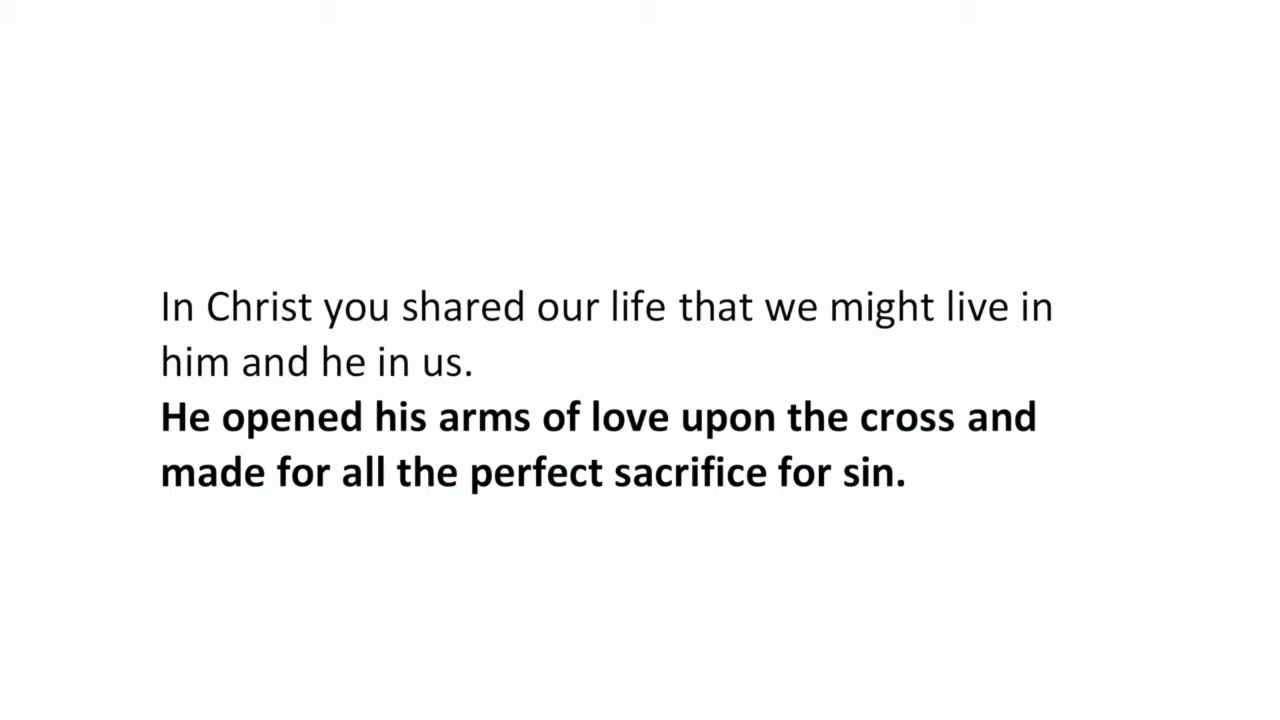 In Christ you shared our life that we might live in
him and he in us.
He opened his arms of love upon the cross and
made for all the perfect sacrifice for sin.